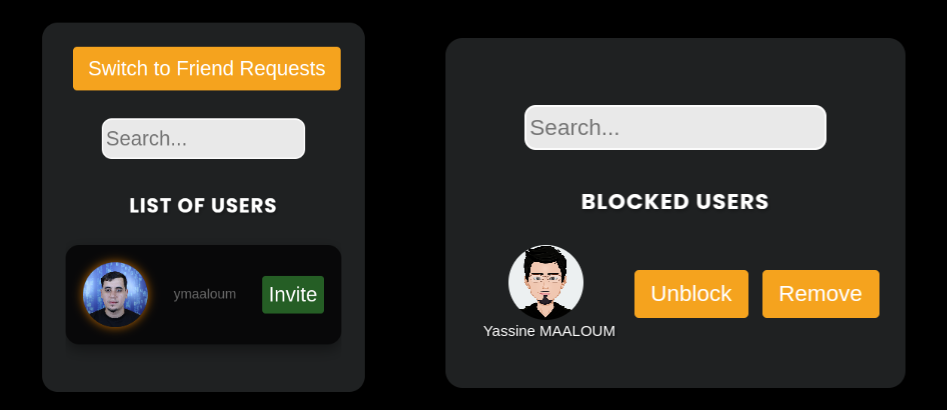 Switch to Friend Requests
Search...
LIST OF USERS
ymaaloum
Invite
Search...
BLOCKED USERS
Yassine MAALOUM
Unblock
Remove